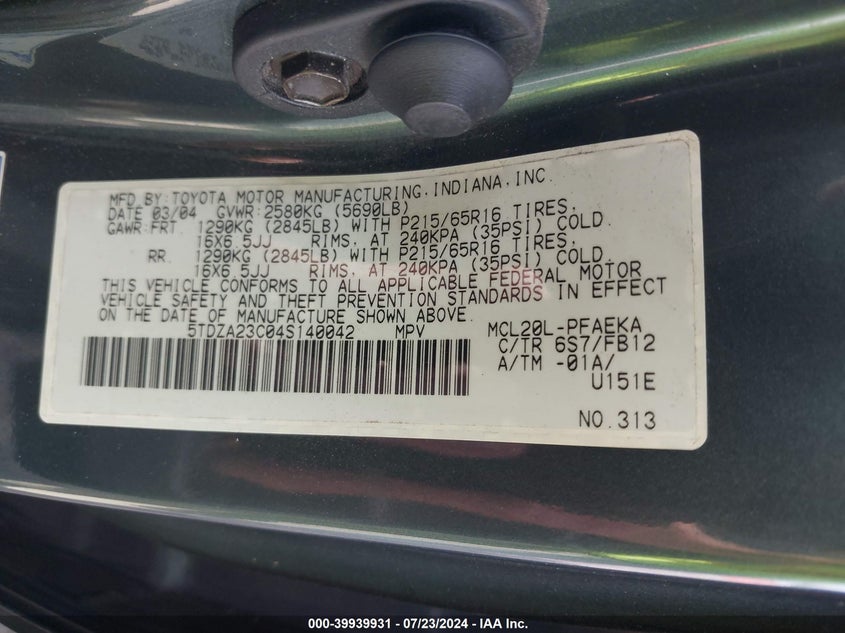 MFD.BY:TOYOTA MOTOR MANUFACTURING.INDIANA.INC.
DATE 03/04 GVWR:2580KG (5690LB)
GAWR:FRT. 1290KG (2845LB) WITH P215/65R16 TIRES.
16X6.5JJ RIMS. AT 240KPA (35PSI) COLD.
RR. 1290KG (2845LB) WITH P215/65R16 TIRES.
16X6.5JJ RIMS. AT 240KPA (35PSI) COLD.
THIS VEHICLE CONFORMS TO ALL APPLICABLE FEDERAL MOTOR
VEHICLE SAFETY AND THEFT PREVENTION STANDARDS IN EFFECT
ON THE DATE OF MANUFACTURE SHOWN ABOVE.
5TDZA23C04S140042 MPV MCL20L-PFAEKA
C/TR 6S7/FB12
A/TM -01A/
U151E
NO.313
000-39939931 / 07/23/2024 - IAA Inc.